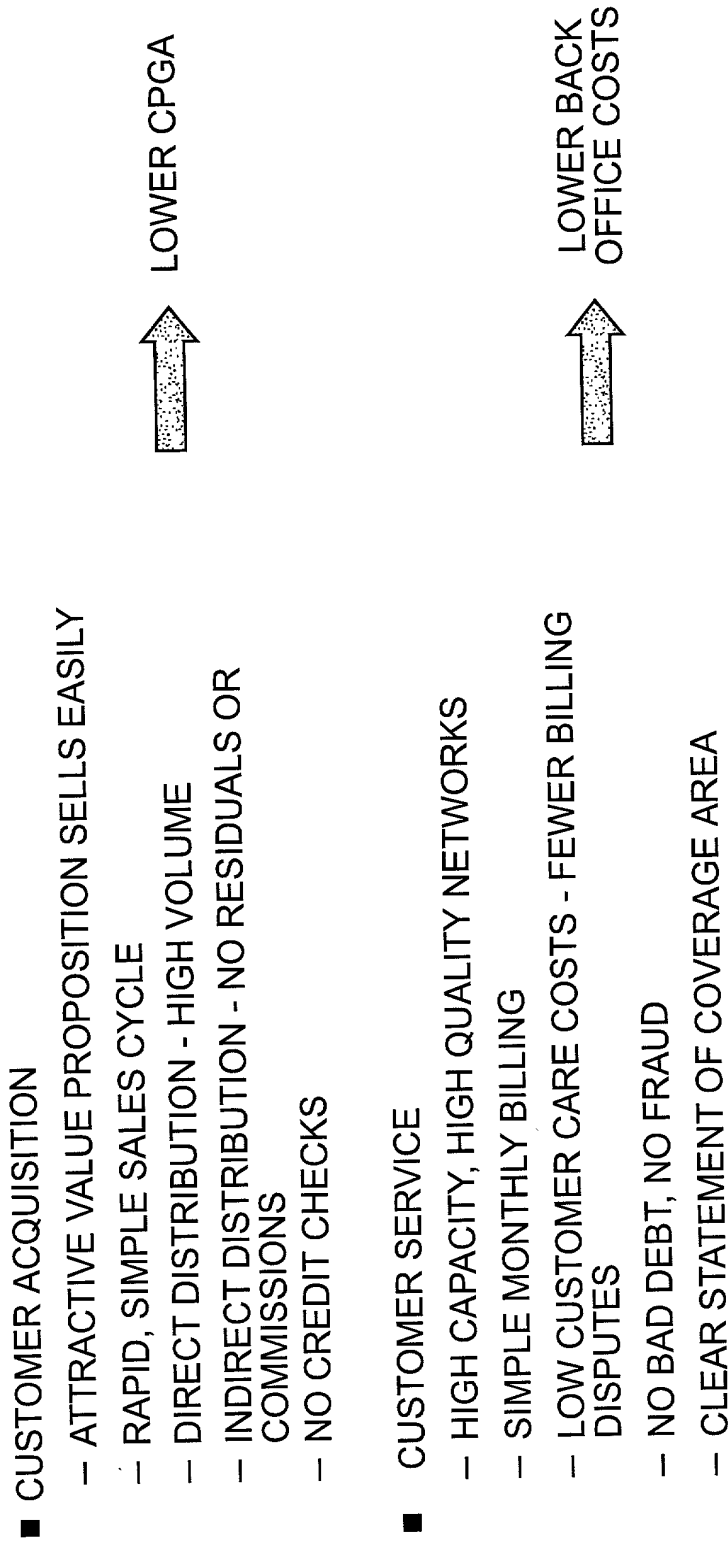 ■ CUSTOMER ACQUISITION
– ATTRACTIVE VALUE PROPOSITION SELLS EASILY
– RAPID, SIMPLE SALES CYCLE
– DIRECT DISTRIBUTION - HIGH VOLUME
– INDIRECT DISTRIBUTION - NO RESIDUALS OR
COMMISSIONS
– NO CREDIT CHECKS
LOWER CPGA
■ CUSTOMER SERVICE
– HIGH CAPACITY, HIGH QUALITY NETWORKS
– SIMPLE MONTHLY BILLING
– LOW CUSTOMER CARE COSTS - FEWER BILLING
DISPUTES
– NO BAD DEBT, NO FRAUD
– CLEAR STATEMENT OF COVERAGE AREA
LOWER BACK
OFFICE COSTS